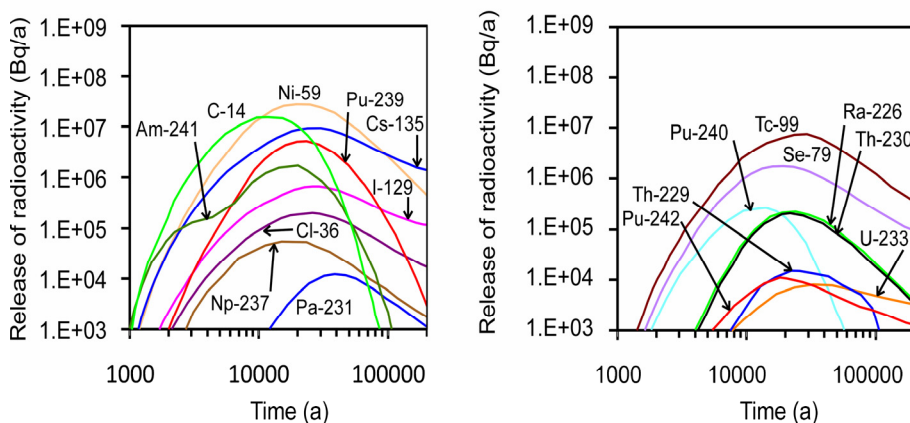 Release of radioactivity (Bq/a)
1.E+09
1.E+08
1.E+07
1.E+06
1.E+05
1.E+04
1.E+03
Ni-59
C-14
Pu-239
Cs-135
Am-241
I-129
Cl-36
Np-237
Pa-231
1000
10000
100000
Time (a)
Release of radioactivity (Bq/a)
1.E+09
1.E+08
1.E+07
1.E+06
1.E+05
1.E+04
1.E+03
Ra-226
Tc-99
Th-230
Pu-240
Se-79
Th-229
Pu-242
U-233
1000
10000
100000
Time (a)